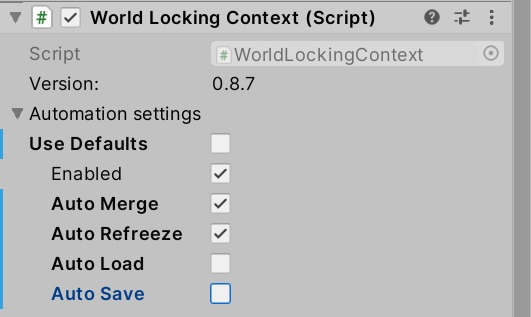 World Locking Context (Script)
Script WorldLockingContext
Version: 0.8.7
Automation settings
Use Defaults
Enabled
Auto Merge
Auto Refreeze
Auto Load
Auto Save